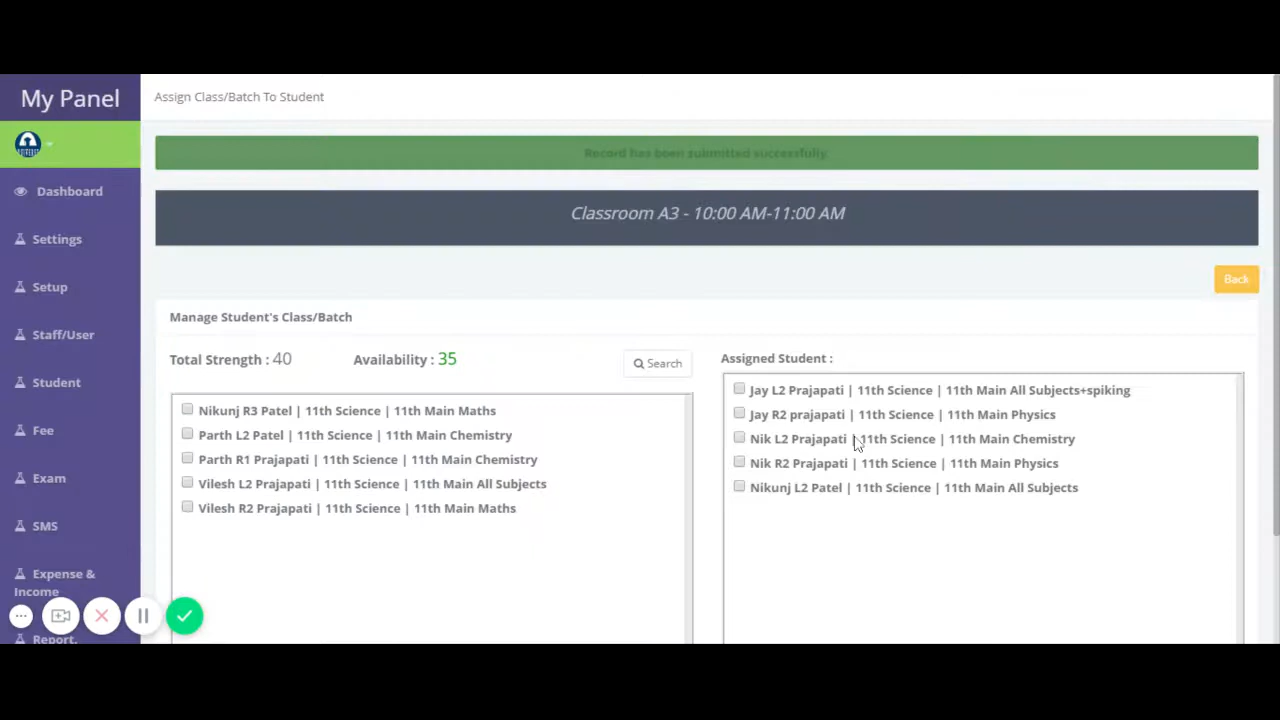 My Panel
Assign Class/Batch To Student
Record has been submitted successfully.
Classroom A3 - 10:00 AM-11:00 AM
Back
Dashboard
Settings
Setup
Staff/User
Student
Fee
Exam
SMS
Expense &
Income
Report,
Manage Student's Class/Batch
Total Strength : 40
Availability : 35
Search
Nikunj R3 Patel | 11th Science | 11th Main Maths
Parth L2 Patel | 11th Science | 11th Main Chemistry
Parth R1 Prajapati | 11th Science | 11th Main Chemistry
Vilesh L2 Prajapati | 11th Science | 11th Main All Subjects
Vilesh R2 Prajapati | 11th Science | 11th Main Maths
Assigned Student :
Jay L2 Prajapati | 11th Science | 11th Main All Subjects+spiking
Jay R2 prajapati | 11th Science | 11th Main Physics
Nik L2 Prajapati | 11th Science | 11th Main Chemistry
Nik R2 Prajapati | 11th Science | 11th Main Physics
Nikunj L2 Patel | 11th Science | 11th Main All Subjects